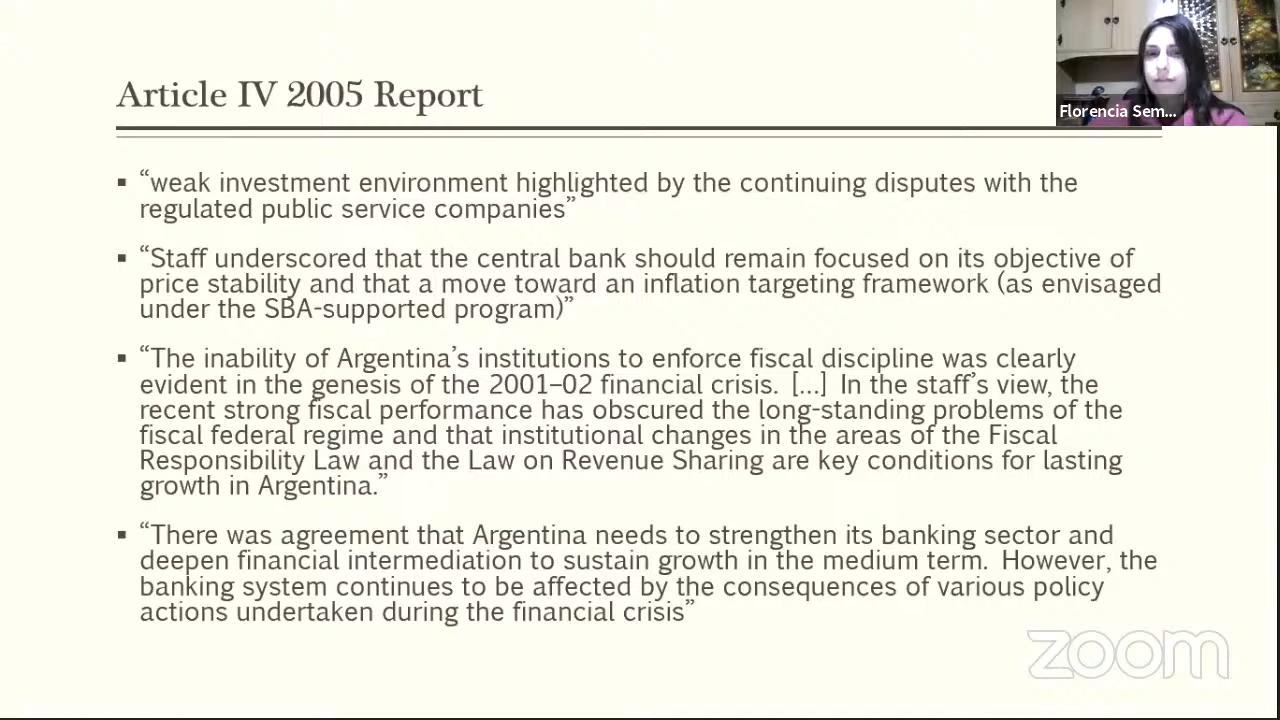 Article IV 2005 Report
Florencia Sem...
▪ “weak investment environment highlighted by the continuing disputes with the
regulated public service companies”
▪ “Staff underscored that the central bank should remain focused on its objective of
price stability and that a move toward an inflation targeting framework (as envisaged
under the SBA-supported program)”
▪ “The inability of Argentina’s institutions to enforce fiscal discipline was clearly
evident in the genesis of the 2001–02 financial crisis. [...] In the staff’s view, the
recent strong fiscal performance has obscured the long-standing problems of the
fiscal federal regime and that institutional changes in the areas of the Fiscal
Responsibility Law and the Law on Revenue Sharing are key conditions for lasting
growth in Argentina.”
▪ “There was agreement that Argentina needs to strengthen its banking sector and
deepen financial intermediation to sustain growth in the medium term. However, the
banking system continues to be affected by the consequences of various policy
actions undertaken during the financial crisis”
zoom